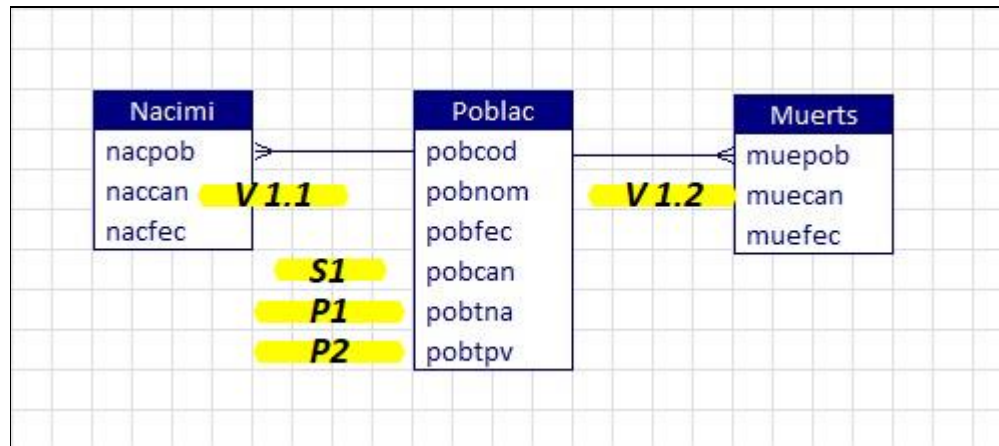 Nacimi
nacpob
naccan
nacfec
V 1.1
S1
P1
P2
Poblac
pobcod
pobnom
pobfec
pobcan
pobtna
pobtpv
V 1.2
Muerts
muepob
muecan
muefec